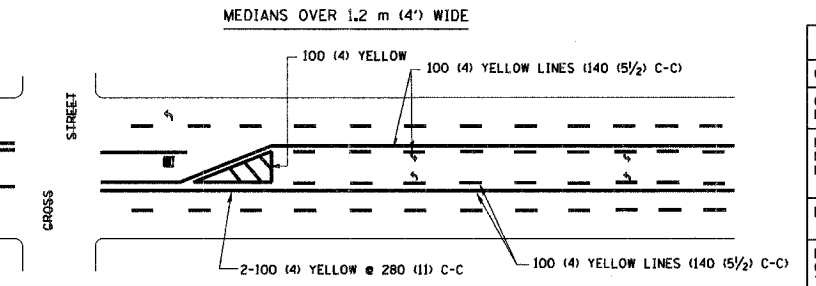 MEDIANS OVER 1.2 m (4') WIDE
100 (4) YELLOW
100 (4) YELLOW LINES (140 (5½) C-C)
CROSS STREET
2-100 (4) YELLOW @ 280 (11) C-C
100 (4) YELLOW LINES (140 (5½) C-C)